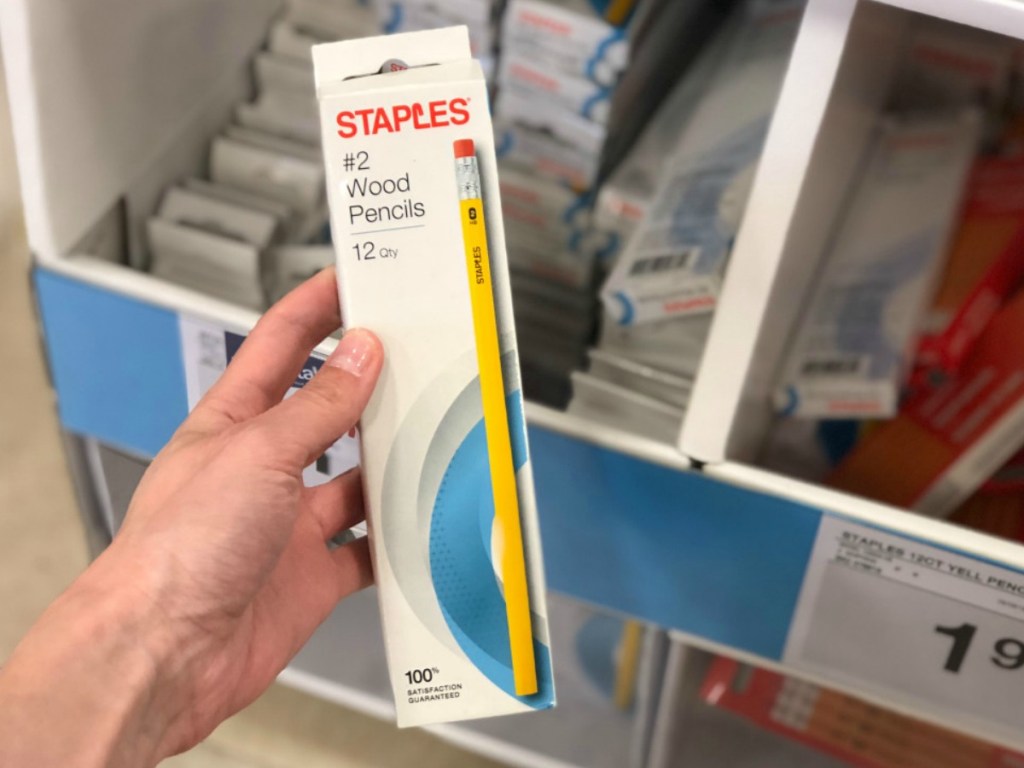 STAPLES
#2
Wood
Pencils
12 Qty
STAPLES
100%
SATISFACTION
GUARANTEED
STAPLES 12CT YELL PENC
19